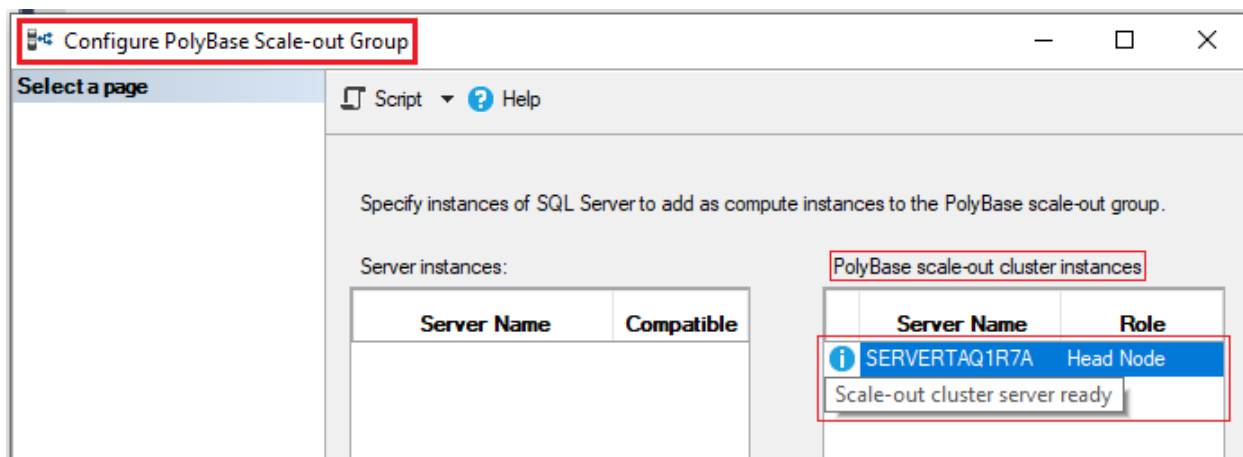 Configure PolyBase Scale-out Group
Select a page
Script Help
Specify instances of SQL Server to add as compute instances to the PolyBase scale-out group.
Server instances:
PolyBase scale-out cluster instances
Server Name Compatible
Server Name Role
SERVERTAQ1R7A Head Node
Scale-out cluster server ready